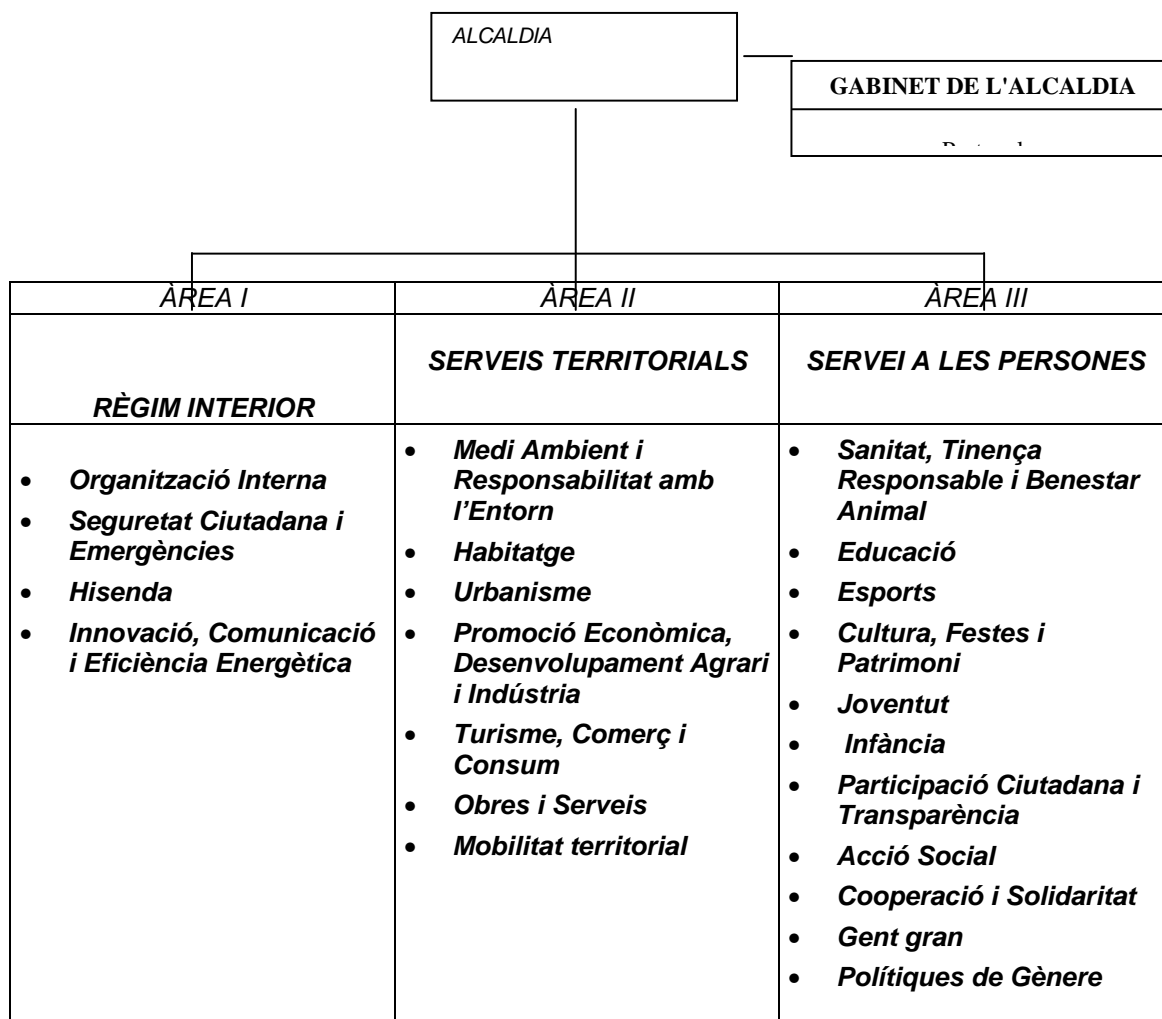 ALCALDIA
GABINET DE L'ALCALDIA
ÀREA I
ÀREA II
ÀREA III
RÈGIM INTERIOR
SERVEIS TERRITORIALS
SERVEI A LES PERSONES
• Organització Interna
• Seguretat Ciutadana i
Emergències
• Hisenda
• Innovació, Comunicació
i Eficiència Energètica
• Medi Ambient i
Responsabilitat amb
l’Entorn
• Habitatge
• Urbanisme
• Promoció Econòmica,
Desenvolupament Agrari
i Indústria
• Turisme, Comerç i
Consum
• Obres i Serveis
• Mobilitat territorial
• Sanitat, Tinença
Responsable i Benestar
Animal
• Educació
• Esports
• Cultura, Festes i
Patrimoni
• Joventut
• Infància
• Participació Ciutadana i
Transparència
• Acció Social
• Cooperació i Solidaritat
• Gent gran
• Polítiques de Gènere